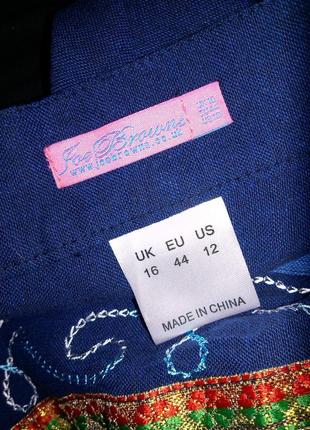 Joe Browns
www.joebrowns.co.uk
UK EU US
16 44 12
MADE IN CHINA